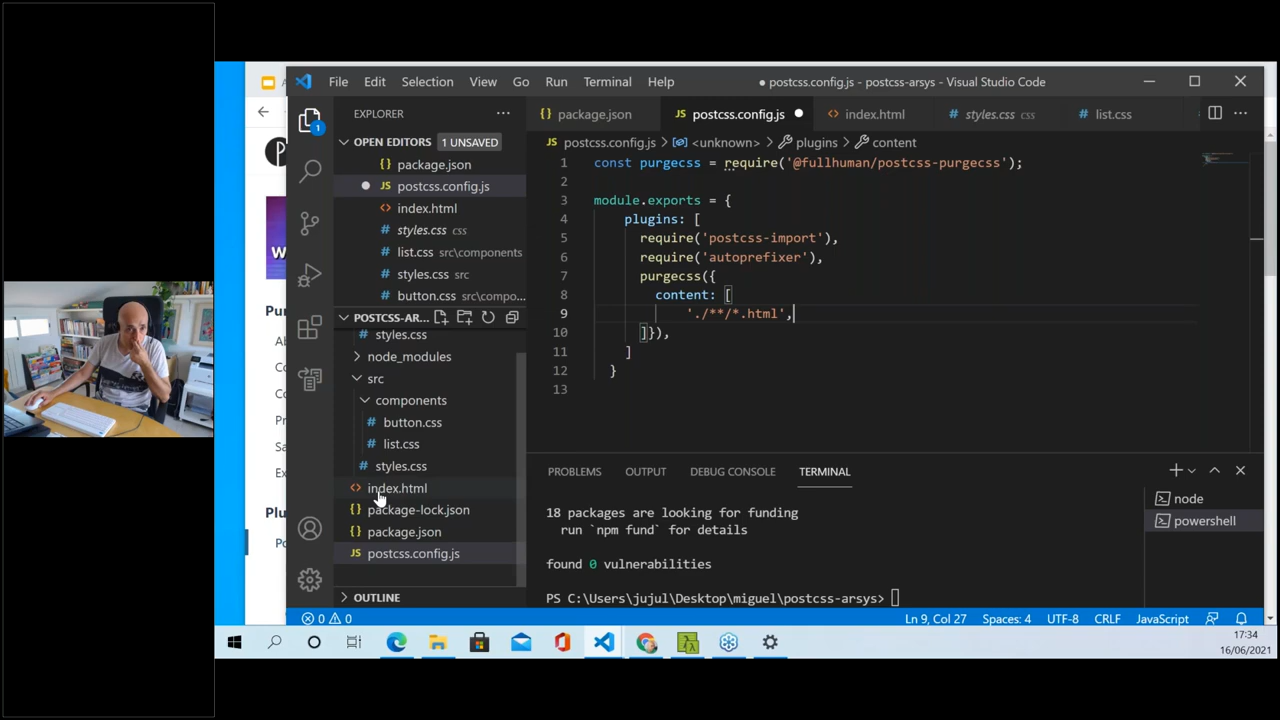 File Edit Selection View Go Run Terminal Help
● postcss.config.js - postcss-arsys - Visual Studio Code
EXPLORER
package.json
postcss.config.js
index.html
styles.css css
list.css
OPEN EDITORS 1 UNSAVED
package.json
postcss.config.js
index.html
styles.css css
list.css src\components
styles.css src
button.css src\compo...
POSTCSS-AR...
styles.css
node_modules
src
components
button.css
list.css
styles.css
index.html
package-lock.json
package.json
postcss.config.js
OUTLINE
1
postcss.config.js > <unknown> > plugins > content
1 const purgecss = require('@fullhuman/postcss-purgecss');
2
3 module.exports = {
4 plugins: [
5 require('postcss-import'),
6 require('autoprefixer'),
7 purgecss({
8 content: [
9 './**/*.html',
10 ]}),
11 ]
12 }
13
PROBLEMS OUTPUT DEBUG CONSOLE TERMINAL
18 packages are looking for funding
run `npm fund` for details
found 0 vulnerabilities
PS C:\Users\jujul\Desktop\miguel\postcss-arsys>
node
powershell
0 0
Ln 9, Col 27 Spaces: 4 UTF-8 CRLF JavaScript
17:34
16/06/2021